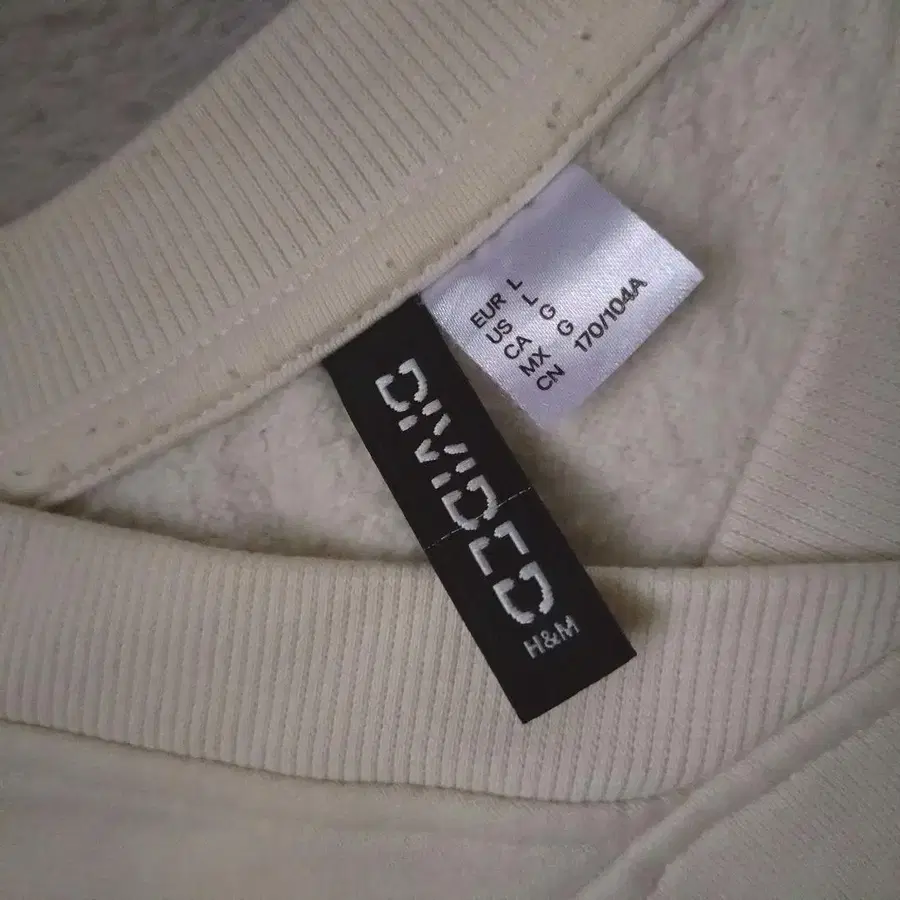 EUR L
US L
CA G
MX G
CN 170/104A
DIVIDED
H&M